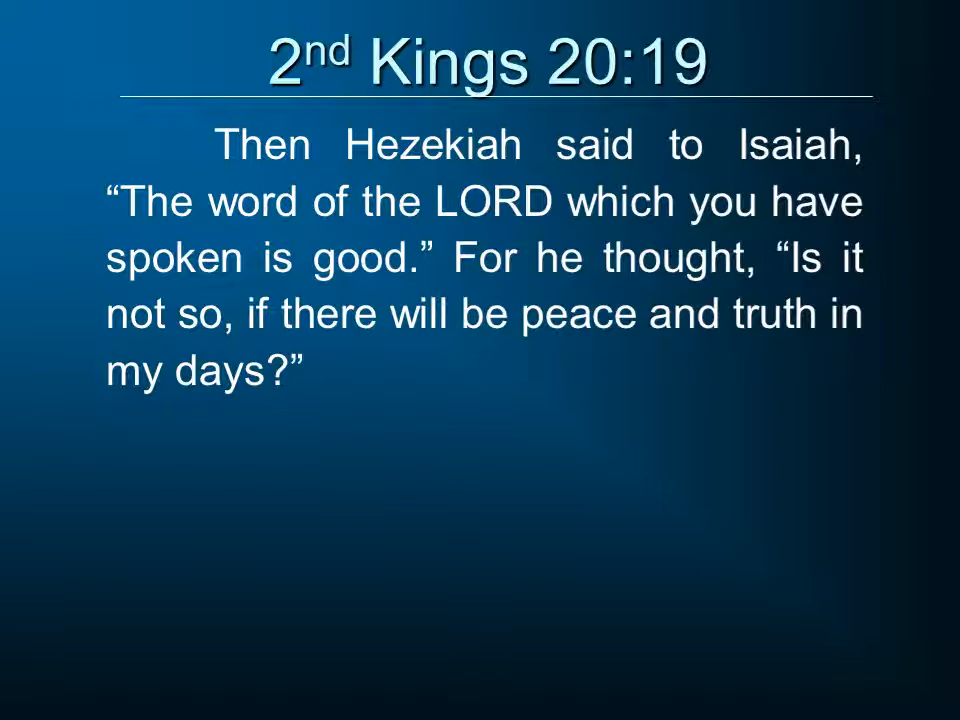 2nd Kings 20:19
Then Hezekiah said to Isaiah,
“The word of the LORD which you have
spoken is good.” For he thought, “Is it
not so, if there will be peace and truth in
my days?”